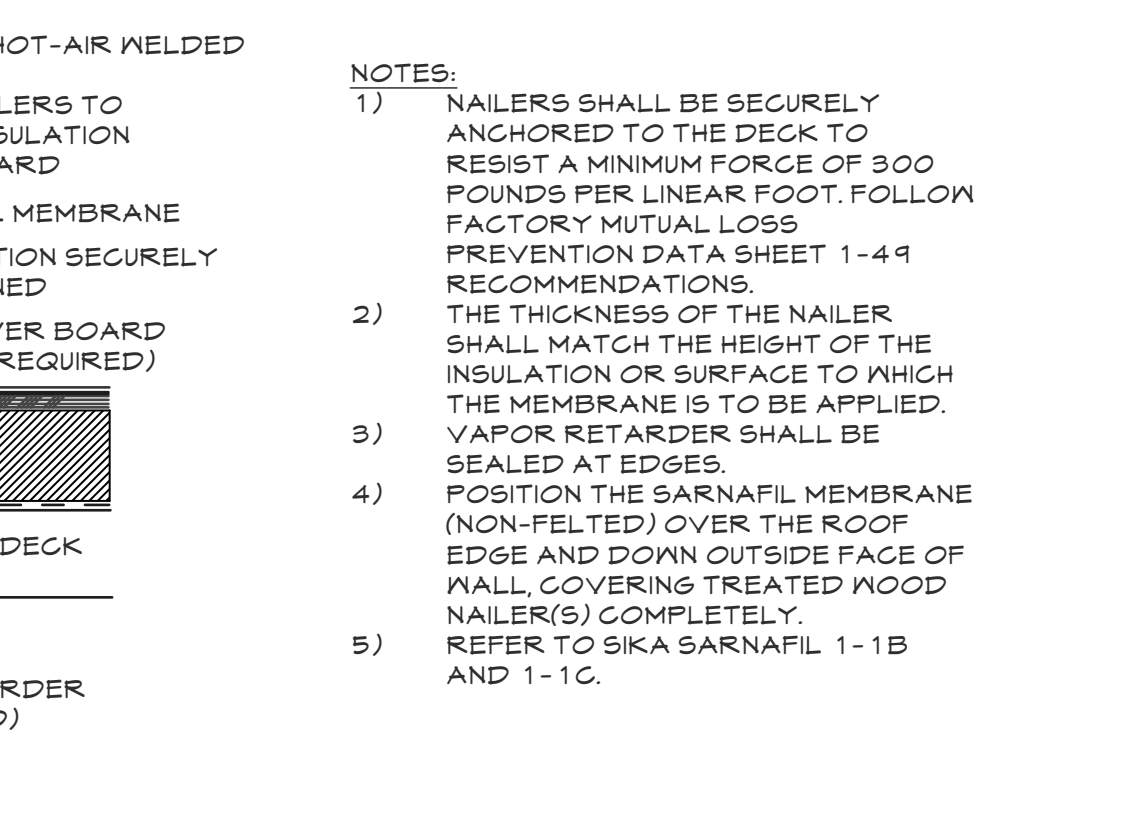 HOT-AIR WELDED
LERS TO
SULATION
ARD
L MEMBRANE
TION SECURELY
NED
VER BOARD
REQUIRED)
DECK
RDER
D)
NOTES:
1) NAILERS SHALL BE SECURELY
ANCHORED TO THE DECK TO
RESIST A MINIMUM FORCE OF 300
POUNDS PER LINEAR FOOT. FOLLOW
FACTORY MUTUAL LOSS
PREVENTION DATA SHEET 1-49
RECOMMENDATIONS.
2) THE THICKNESS OF THE NAILER
SHALL MATCH THE HEIGHT OF THE
INSULATION OR SURFACE TO WHICH
THE MEMBRANE IS TO BE APPLIED.
3) VAPOR RETARDER SHALL BE
SEALED AT EDGES.
4) POSITION THE SARNAFIL MEMBRANE
(NON-FELTED) OVER THE ROOF
EDGE AND DOWN OUTSIDE FACE OF
WALL, COVERING TREATED WOOD
NAILER(S) COMPLETELY.
5) REFER TO SIKA SARNAFIL 1-1B
AND 1-1C.